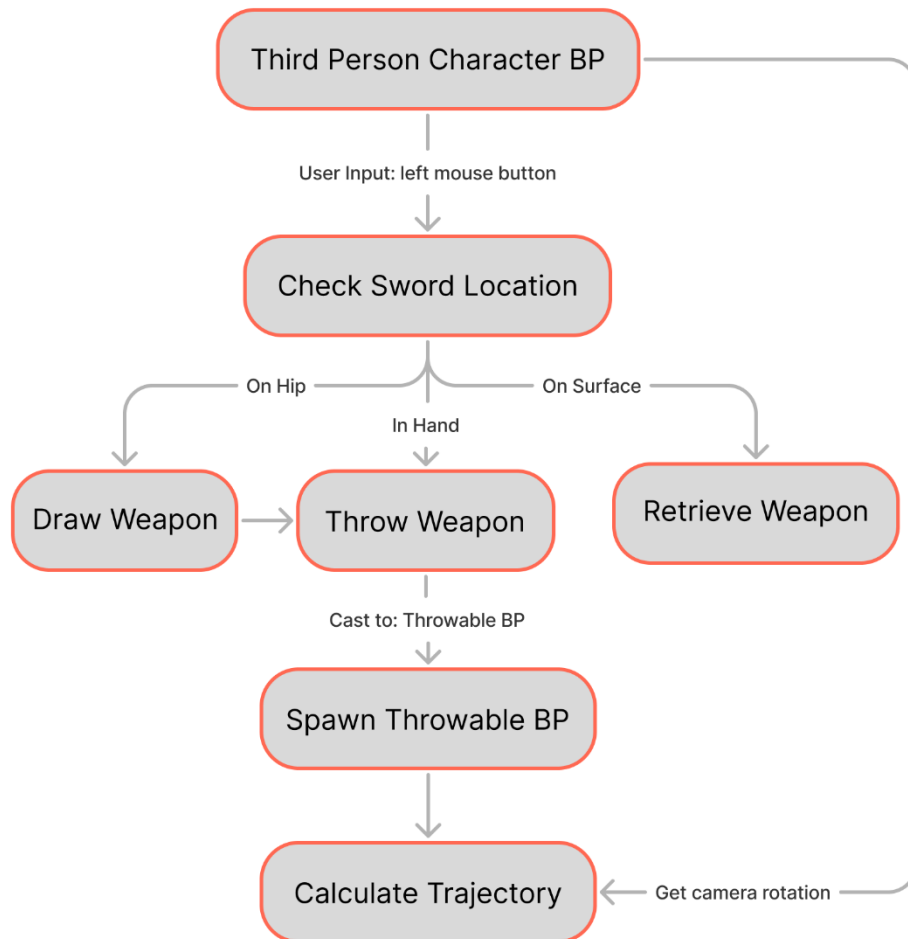 Third Person Character BP
User Input: left mouse button
Check Sword Location
On Hip
On Surface
In Hand
Draw Weapon
Throw Weapon
Retrieve Weapon
Cast to: Throwable BP
Spawn Throwable BP
Calculate Trajectory
Get camera rotation